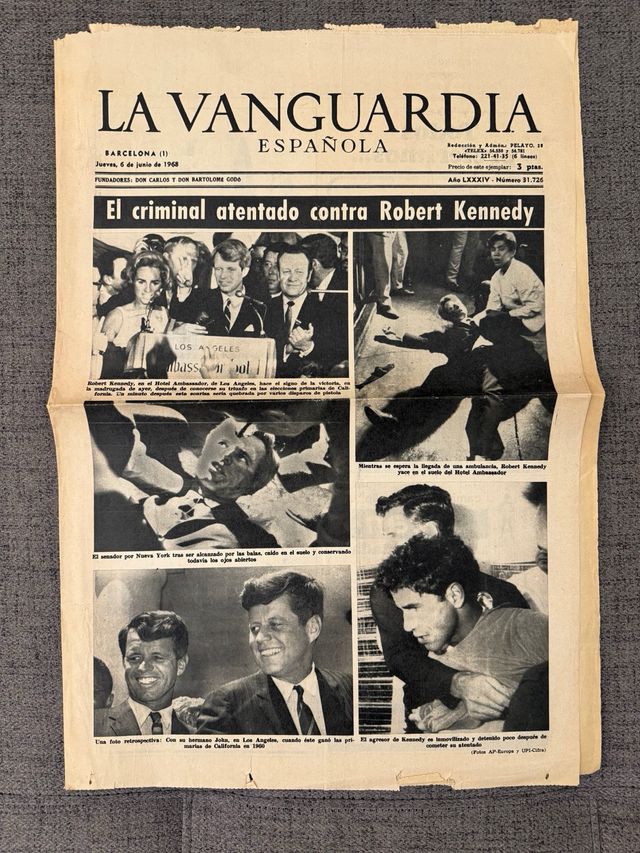 LA VANGUARDIA
ESPAÑOLA
BARCELONA (1)
Jueves, 6 de junio de 1968
Redacción y Admón.: PELAYO, 28
«TELEX» 54.530 y 54.781
Teléfono: 221-41-35 (6 líneas)
Precio de este ejemplar: 3 ptas.
FUNDADORES: DON CARLOS Y DON BARTOLOME GODO
Año LXXXIV - Número 31.726
El criminal atentado contra Robert Kennedy
LOS ANGELES
Robert Kennedy, en el Hotel Ambassador, de Los Angeles, hace el signo de la victoria, en
la madrugada de ayer, después de conocerse su triunfo en las elecciones primarias de Cali-
fornia. Un minuto después esta sonrisa sería quebrada por varios disparos de pistola
Mientras se espera la llegada de una ambulancia, Robert Kennedy
yace en el suelo del Hotel Ambassador
El senador por Nueva York tras ser alcanzado por las balas, caído en el suelo y conservando
todavía los ojos abiertos
Una foto retrospectiva: Con su hermano John, en Los Angeles, cuando éste ganó las pri-
marias de California en 1960
El agresor de Kennedy es inmovilizado y detenido poco después de
cometer su atentado
(Fotos AP-Europa y UPI-Cifra)